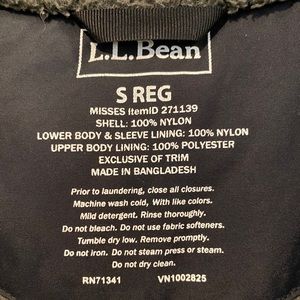 L.L.Bean
S REG
MISSES ItemID 271139
SHELL: 100% NYLON
LOWER BODY & SLEEVE LINING: 100% NYLON
UPPER BODY LINING: 100% POLYESTER
EXCLUSIVE OF TRIM
MADE IN BANGLADESH
Prior to laundering, close all closures.
Machine wash cold, With like colors.
Mild detergent. Rinse thoroughly.
Do not bleach. Do not use fabric softeners.
Tumble dry low. Remove promptly.
Do not iron. Do not steam press or steam.
Do not dry clean.
RN71341 VN1002825